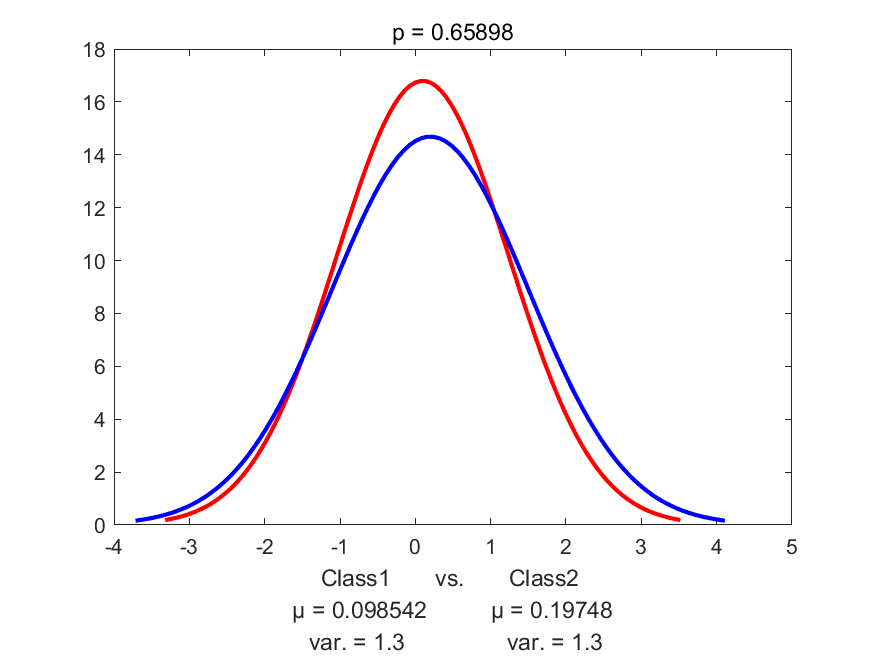 p = 0.65898
18
16
14
12
10
8
6
4
2
0
-4 -3 -2 -1 0 1 2 3 4 5
Class1 vs. Class2
μ = 0.098542 μ = 0.19748
var. = 1.3 var. = 1.3